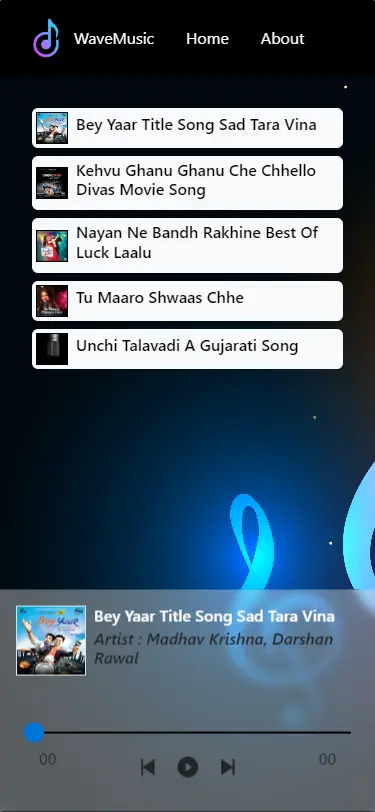 WaveMusic Home About
Bey Yaar Title Song Sad Tara Vina
Kehvu Ghanu Ghanu Che Chhello
Divas Movie Song
Nayan Ne Bandh Rakhine Best Of
Luck Laalu
Tu Maaro Shwaas Chhe
Unchi Talavadi A Gujarati Song
Bey Yaar Title Song Sad Tara Vina
Artist : Madhav Krishna, Darshan
Rawal
00 00